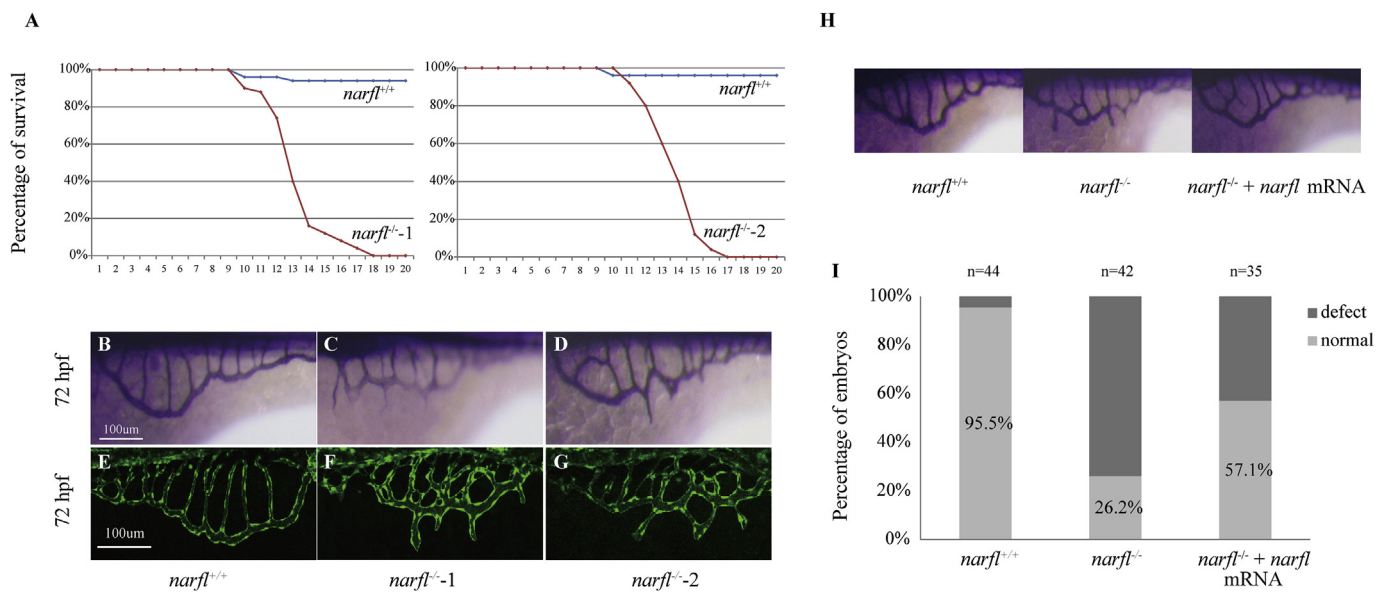 A
Percentage of survival
100%
80%
60%
40%
20%
0%
narfl+/+
narfl-/--1
1 2 3 4 5 6 7 8 9 10 11 12 13 14 15 16 17 18 19 20
100%
80%
60%
40%
20%
0%
narfl+/+
narfl-/--2
1 2 3 4 5 6 7 8 9 10 11 12 13 14 15 16 17 18 19 20
72 hpf
B
100um
C
D
72 hpf
E
100um
F
G
narfl+/+
narfl-/--1
narfl-/--2
H
narfl+/+
narfl-/-
narfl-/- + narfl mRNA
I
n=44
n=42
n=35
Percentage of embryos
100%
80%
60%
40%
20%
0%
95.5%
26.2%
57.1%
defect
normal
narfl+/+
narfl-/-
narfl-/- + narfl
mRNA